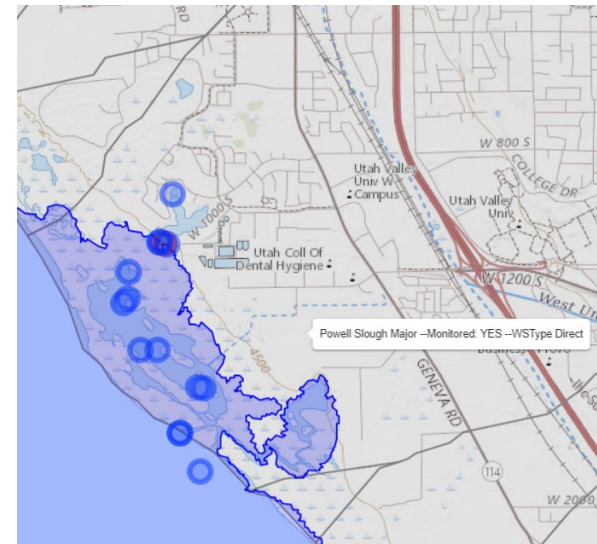 RD
W 800 S
COLLEGE DR
Utah Valley
Univ W
Campus
Utah Valley
Univ
W 1000 S
Utah Coll Of
Dental Hygiene
W 1200 S
Powell Slough Major --Monitored: YES --WSType Direct
4500
GENEVA RD
114
W 2000